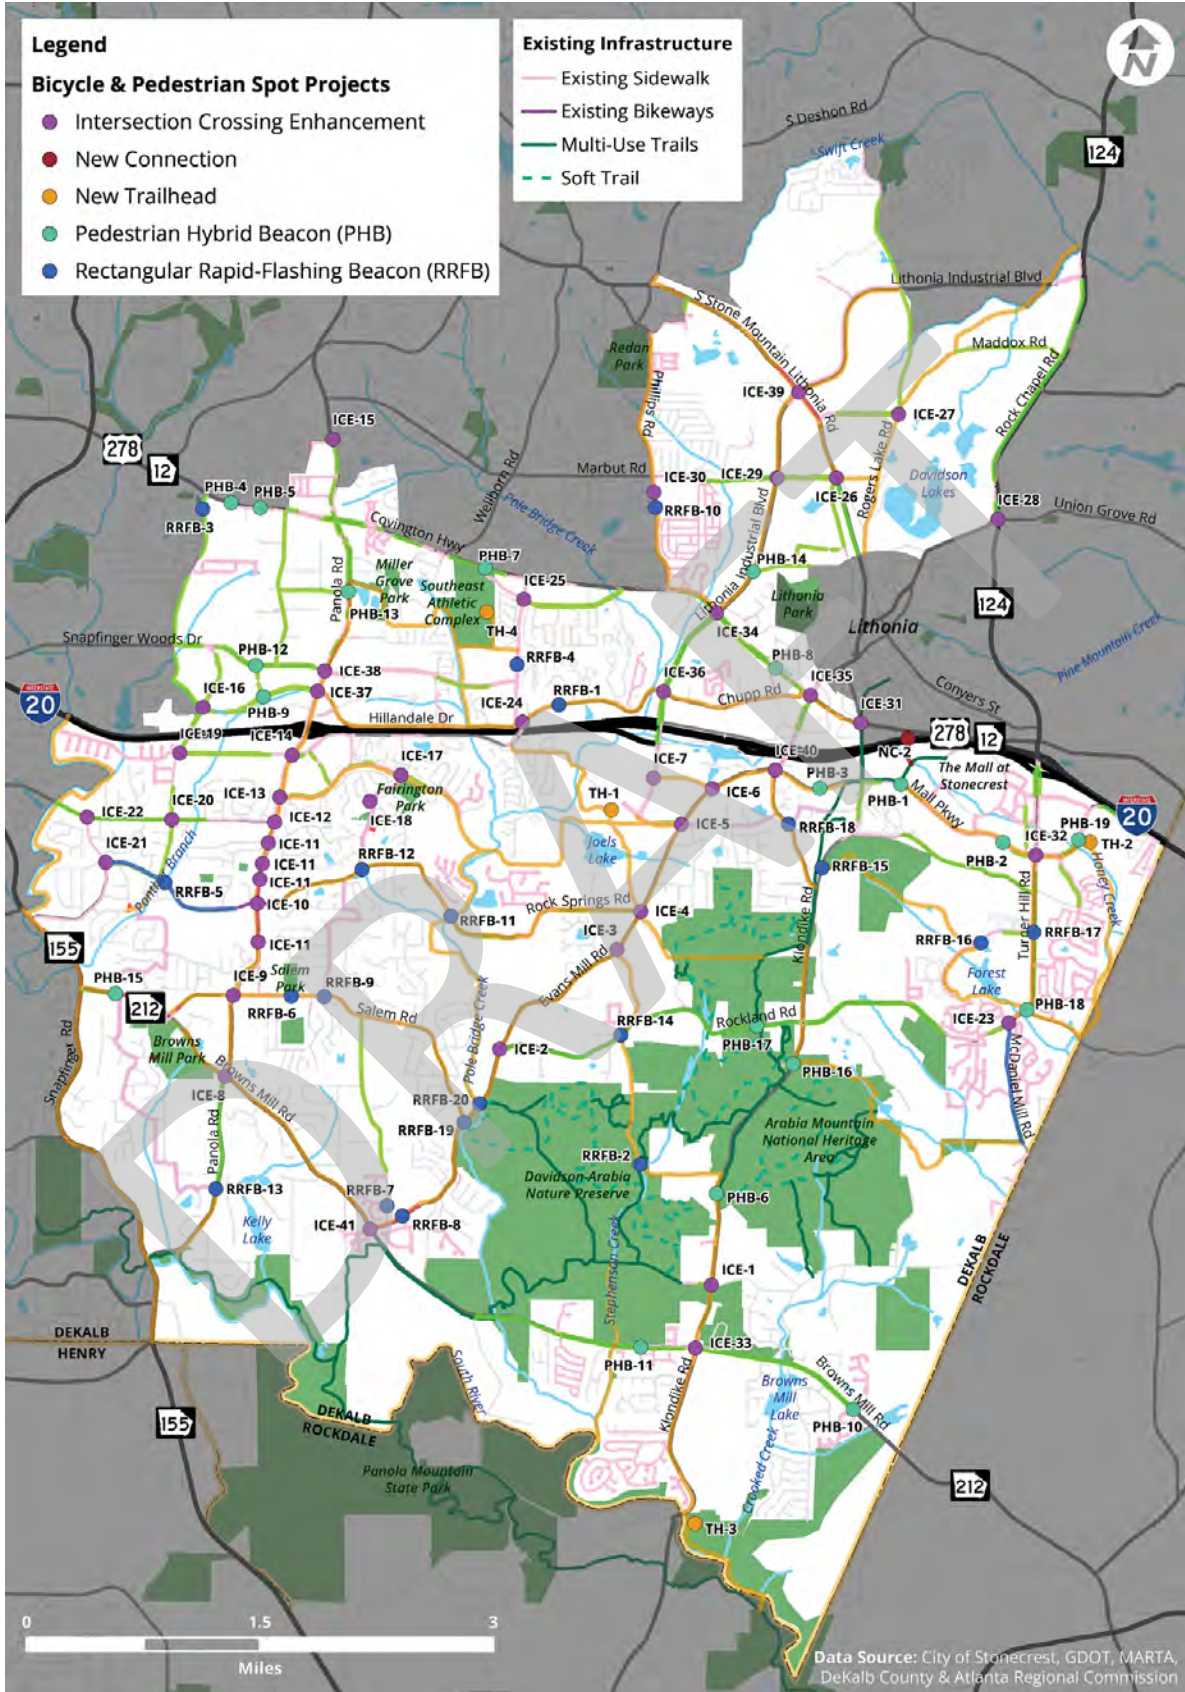 Legend
Bicycle & Pedestrian Spot Projects
Intersection Crossing Enhancement
New Connection
New Trailhead
Pedestrian Hybrid Beacon (PHB)
Rectangular Rapid-Flashing Beacon (RRFB)
Existing Infrastructure
Existing Sidewalk
Existing Bikeways
Multi-Use Trails
Soft Trail
N
S Deshon Rd
Swift Creek
124
Lithonia Industrial Blvd
S Stone Mountain Lithonia Rd
Maddox Rd
Redan
Park
Phillips Rd
Rock Chapel Rd
ICE-39
ICE-27
ICE-15
278
12
Rogers Lake Rd
Wellborn Rd
Marbut Rd
ICE-30
ICE-29
ICE-26
Davidson
Lakes
PHB-4
PHB-5
RRFB-3
RRFB-10
ICE-28
Union Grove Rd
Pole Bridge Creek
Covington Hwy
Lithonia Industrial Blvd
PHB-7
PHB-14
Panola Rd
Miller
Grove
Park
Southeast
Athletic
Complex
ICE-25
PHB-13
TH-4
Lithonia
Park
124
ICE-34
Lithonia
Snapfinger Woods Dr
PHB-12
ICE-38
RRFB-4
PHB-8
Pine Mountain Creek
ICE-16
ICE-37
ICE-36
ICE-35
INTERSTATE
20
PHB-9
RRFB-1
Chupp Rd
Conyers St
ICE-24
ICE-31
Hillandale Dr
ICE-19
ICE-14
278
12
NC-2
ICE-17
ICE-7
ICE-40
The Mall at
Stonecrest
PHB-3
ICE-13
Fairington
Park
TH-1
ICE-6
PHB-1
Mall Pkwy
ICE-22
ICE-20
ICE-12
ICE-18
ICE-5
RRFB-18
PHB-19
INTERSTATE
20
ICE-32
TH-2
ICE-21
ICE-11
Joels
Lake
PHB-2
ICE-11
RRFB-12
RRFB-15
Panther Branch
RRFB-5
ICE-11
Honey Creek
ICE-10
RRFB-11
Rock Springs Rd
ICE-4
Klondike Rd
Turner Hill Rd
ICE-11
ICE-3
RRFB-16
RRFB-17
155
PHB-15
ICE-9
Salem
Park
RRFB-9
Evans Mill Rd
Forest
Lake
212
RRFB-6
Salem Rd
Pole Bridge Creek
RRFB-14
Rockland Rd
PHB-18
ICE-23
Snapfinger Rd
Browns
Mill Park
ICE-2
PHB-17
PHB-16
McDaniel Mill Rd
Browns Mill Rd
ICE-8
RRFB-20
Panola Rd
RRFB-19
Arabia Mountain
National Heritage
Area
RRFB-2
Davidson-Arabia
Nature Preserve
RRFB-13
RRFB-7
PHB-6
Kelly
Lake
ICE-41
RRFB-8
Stephenson Creek
DEKALB
ROCKDALE
ICE-1
DEKALB
HENRY
ICE-33
PHB-11
South River
Klondike Rd
Browns
Mill
Lake
Browns Mill Rd
PHB-10
155
DEKALB
ROCKDALE
Crooked Creek
Panola Mountain
State Park
212
TH-3
0 1.5 3
Miles
Data Source: City of Stonecrest, GDOT, MARTA,
DeKalb County & Atlanta Regional Commission
DRAFT